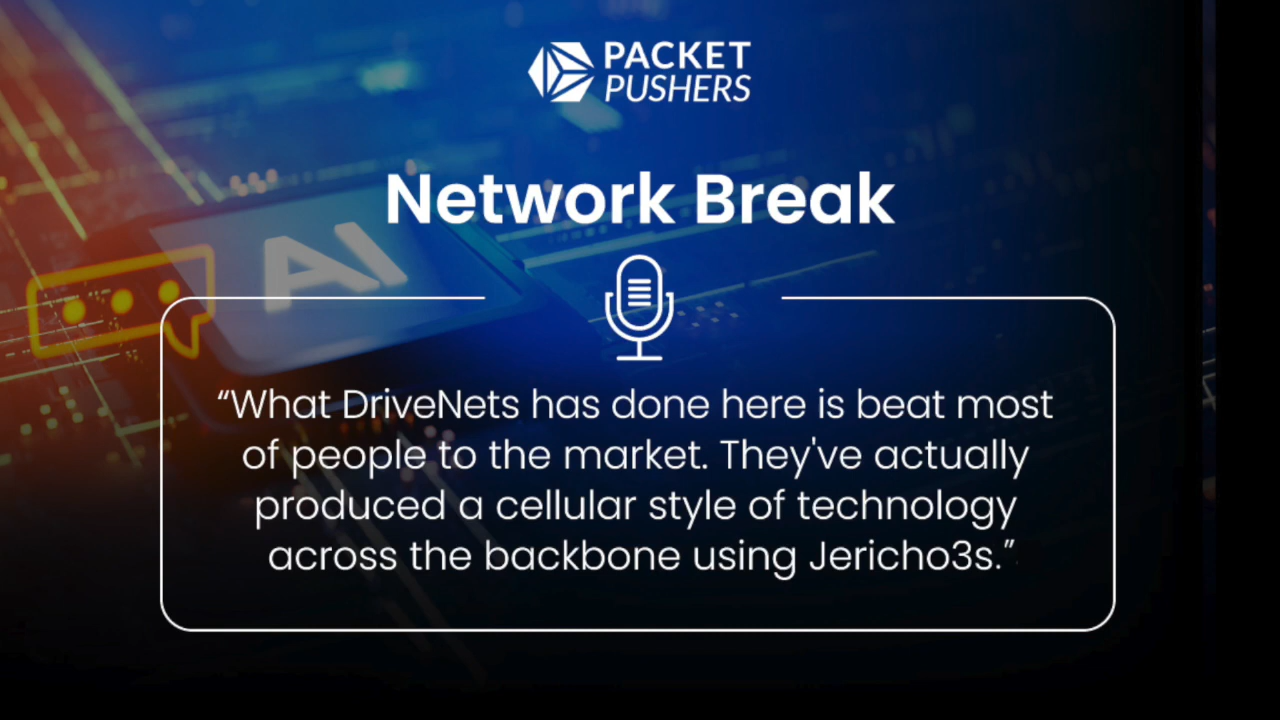 PACKET
PUSHERS
Network Break
AI
“What DriveNets has done here is beat most
of people to the market. They've actually
produced a cellular style of technology
across the backbone using Jericho3s.”